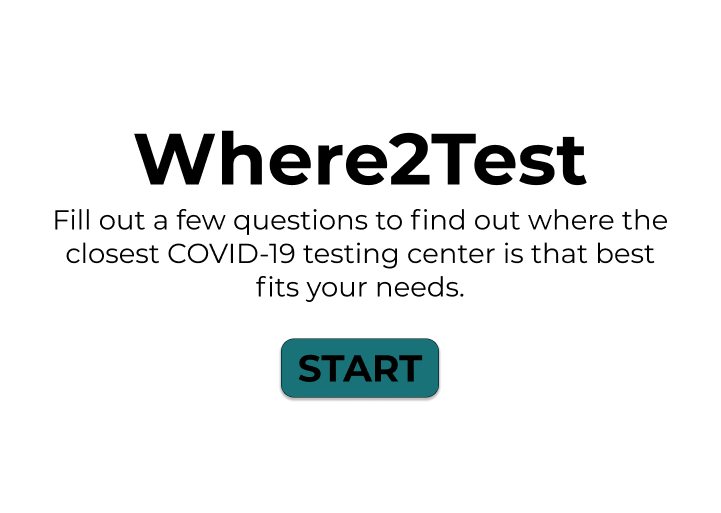 Where2Test
Fill out a few questions to find out where the
closest COVID-19 testing center is that best
fits your needs.
START